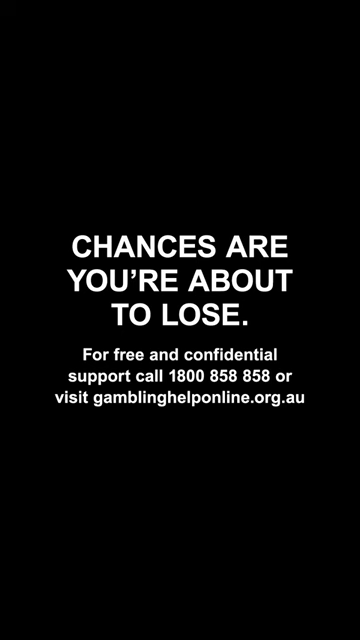 CHANCES ARE
YOU'RE ABOUT
TO LOSE.
For free and confidential
support call 1800 858 858 or
visit gamblinghelponline.org.au